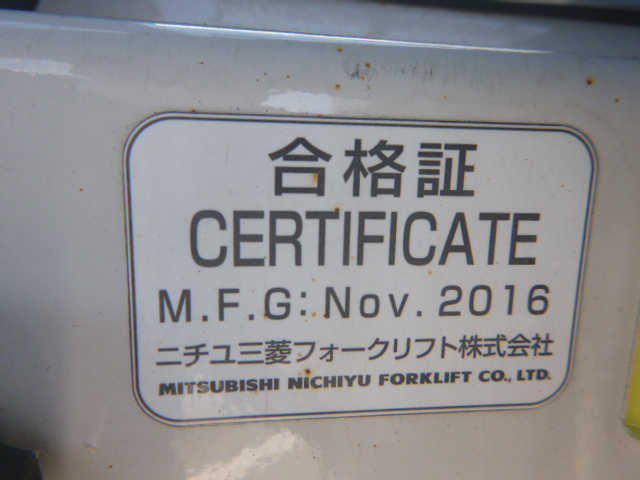 合格証
CERTIFICATE
M.F.G: Nov. 2016
ニチユ三菱フォークリフト株式会社
MITSUBISHI NICHIYU FORKLIFT CO., LTD.